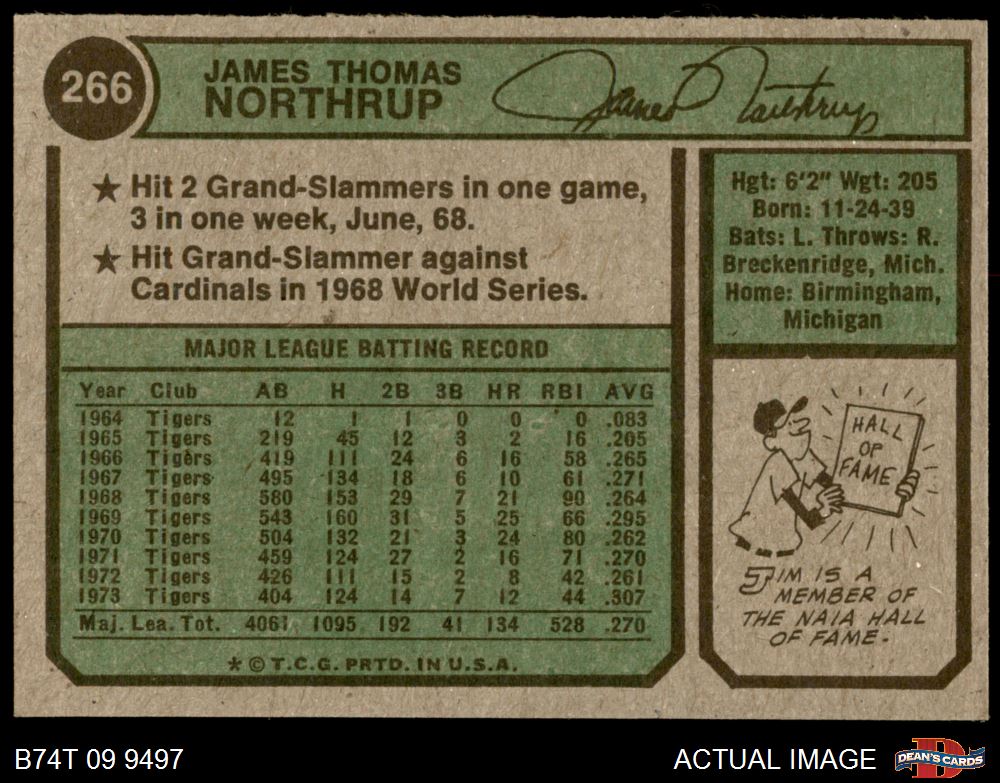 266
JAMES THOMAS
NORTHRUP
James Northrup
★ Hit 2 Grand-Slammers in one game,
3 in one week, June, 68.
★ Hit Grand-Slammer against
Cardinals in 1968 World Series.
MAJOR LEAGUE BATTING RECORD
Year Club AB H 2B 3B HR RBI AVG
1964 Tigers 12 1 1 0 0 0 .083
1965 Tigers 219 45 12 3 2 16 .205
1966 Tigers 419 111 24 6 16 58 .265
1967 Tigers 495 134 18 6 10 61 .271
1968 Tigers 580 153 29 7 21 90 .264
1969 Tigers 543 160 31 5 25 66 .295
1970 Tigers 504 132 21 3 24 80 .262
1971 Tigers 459 124 27 2 16 71 .270
1972 Tigers 426 111 15 2 8 42 .261
1973 Tigers 404 124 14 7 12 44 .307
Maj. Lea. Tot. 4061 1095 192 41 134 528 .270
* © T.C.G. PRTD. IN U.S.A.
Hgt: 6'2" Wgt: 205
Born: 11-24-39
Bats: L. Throws: R.
Breckenridge, Mich.
Home: Birmingham,
Michigan
HALL
OF
FAME
JIM IS A
MEMBER OF
THE NAIA HALL
OF FAME.
B74T 09 9497
ACTUAL IMAGE
D
DEAN'S CARDS